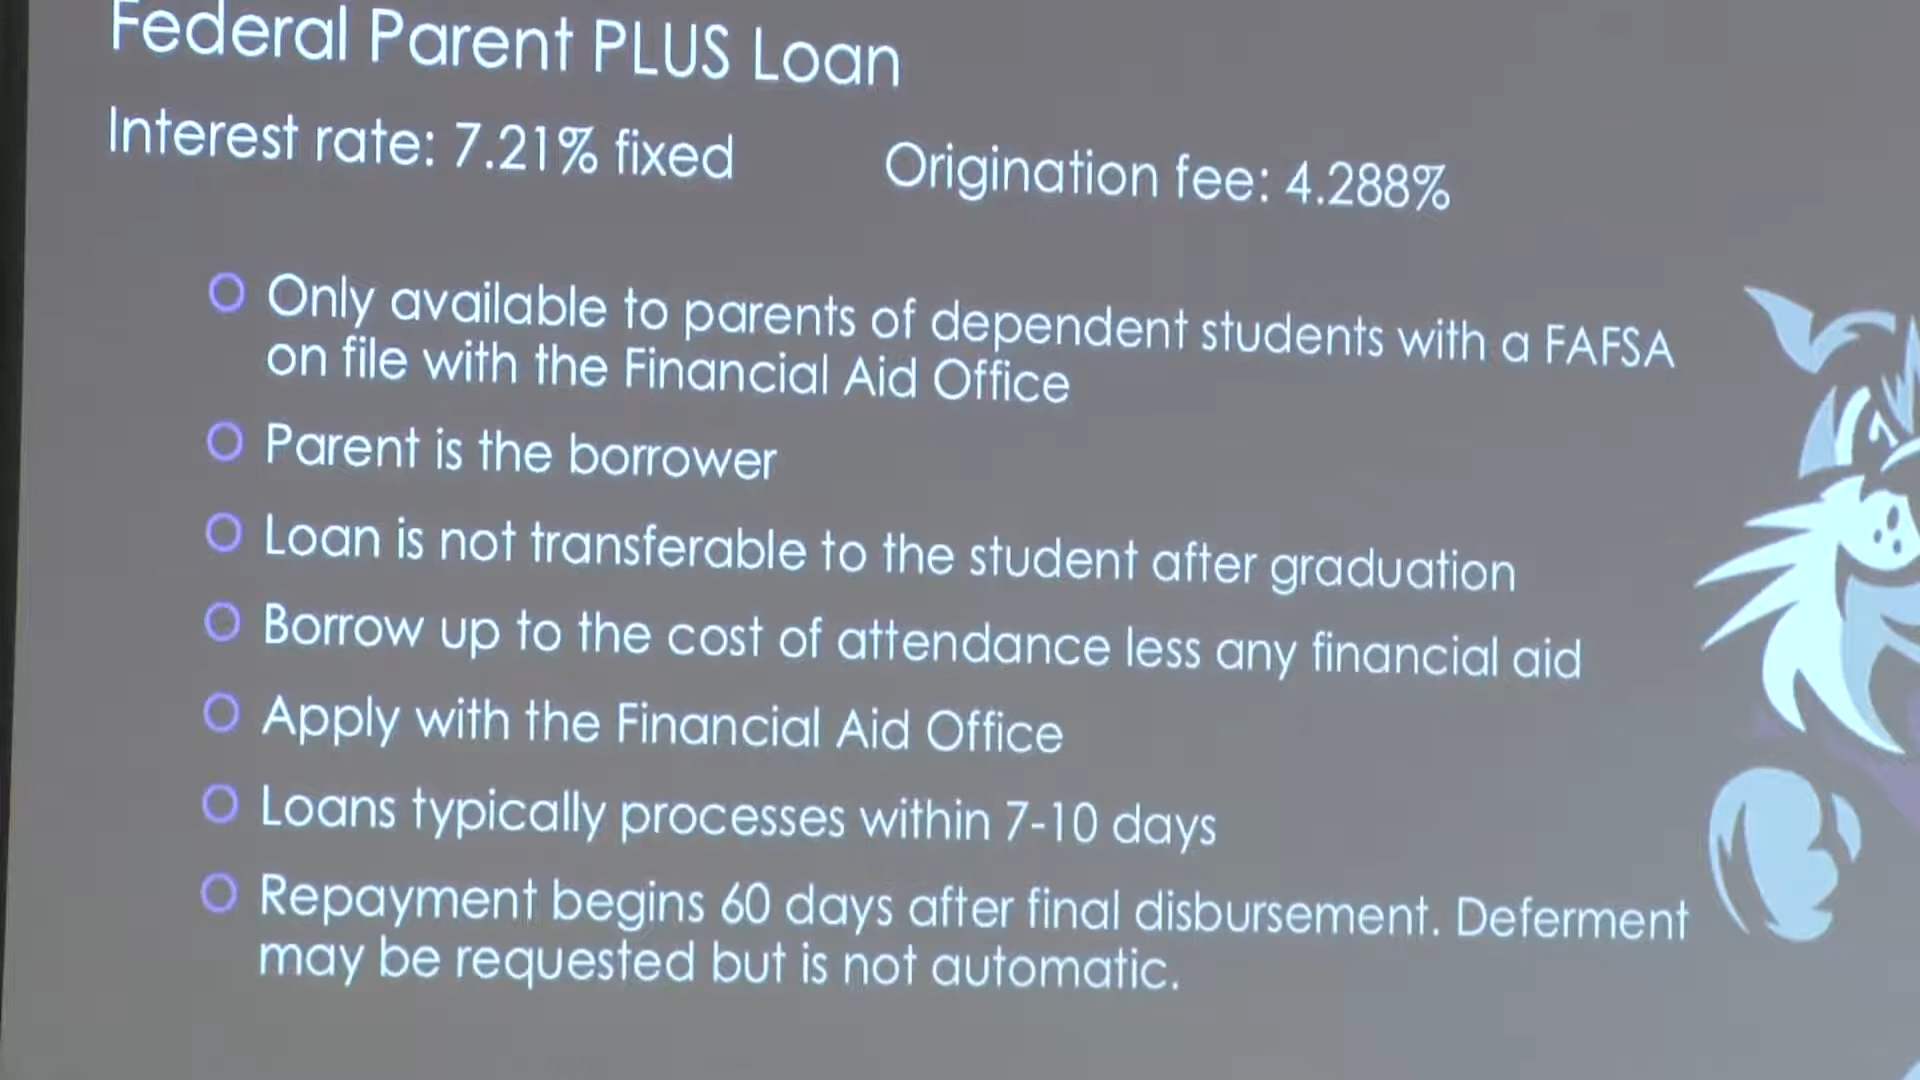 Federal Parent PLUS Loan
Interest rate: 7.21% fixed Origination fee: 4.288%
Only available to parents of dependent students with a FAFSA
on file with the Financial Aid Office
Parent is the borrower
Loan is not transferable to the student after graduation
Borrow up to the cost of attendance less any financial aid
Apply with the Financial Aid Office
Loans typically processes within 7-10 days
Repayment begins 60 days after final disbursement. Deferment
may be requested but is not automatic.